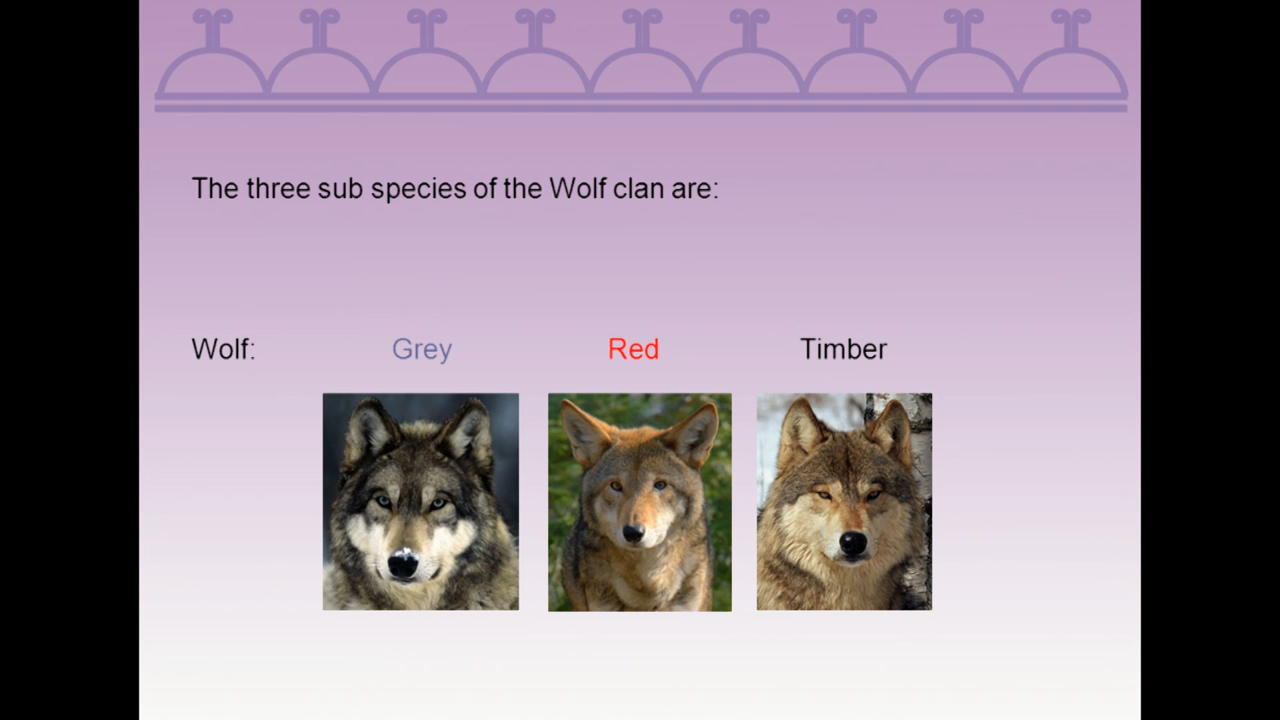 The three sub species of the Wolf clan are:
Wolf: Grey Red Timber